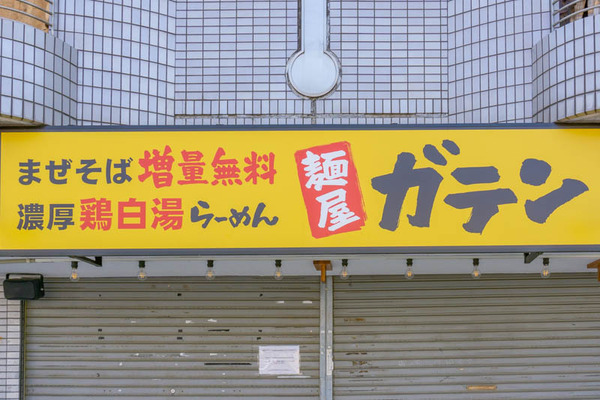 まぜそば増量無料
濃厚鶏白湯らーめん
麺屋
ガテン